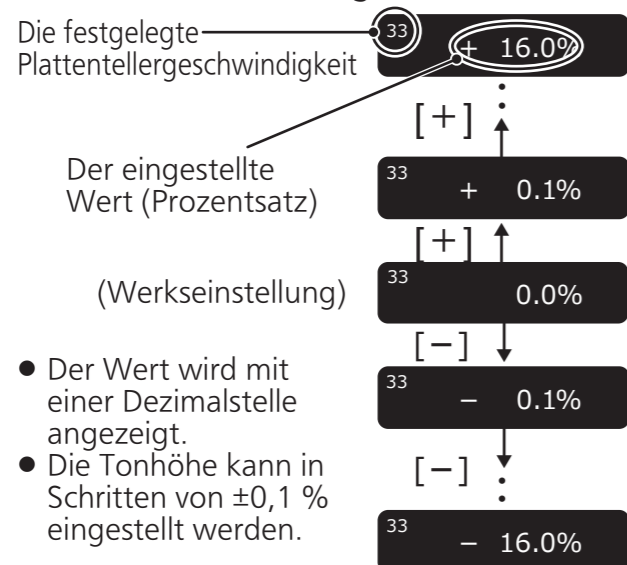 Die festgelegte
Plattentellergeschwindigkeit
33
+ 16.0%
[+]
Der eingestellte
Wert (Prozentsatz)
33
+ 0.1%
[+]
(Werkseinstellung)
33
0.0%
[−]
33
− 0.1%
● Der Wert wird mit
einer Dezimalstelle
angezeigt.
● Die Tonhöhe kann in
Schritten von ±0,1 %
eingestellt werden.
[−]
33
− 16.0%